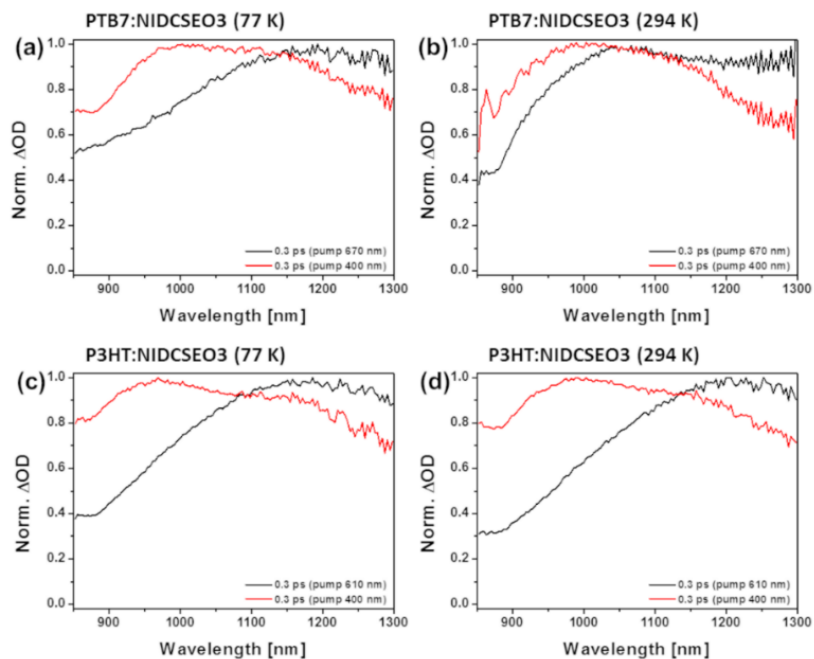 PTB7:NIDCSEO3 (77 K)
(a)
Norm. ΔOD
1.0
0.8
0.6
0.4
0.2
0.0
0.3 ps (pump 670 nm)
0.3 ps (pump 400 nm)
900 1000 1100 1200 1300
Wavelength [nm]
PTB7:NIDCSEO3 (294 K)
(b)
Norm. ΔOD
1.0
0.8
0.6
0.4
0.2
0.0
0.3 ps (pump 670 nm)
0.3 ps (pump 400 nm)
900 1000 1100 1200 1300
Wavelength [nm]
P3HT:NIDCSEO3 (77 K)
(c)
Norm. ΔOD
1.0
0.8
0.6
0.4
0.2
0.0
0.3 ps (pump 610 nm)
0.3 ps (pump 400 nm)
900 1000 1100 1200 1300
Wavelength [nm]
P3HT:NIDCSEO3 (294 K)
(d)
Norm. ΔOD
1.0
0.8
0.6
0.4
0.2
0.0
0.3 ps (pump 610 nm)
0.3 ps (pump 400 nm)
900 1000 1100 1200 1300
Wavelength [nm]